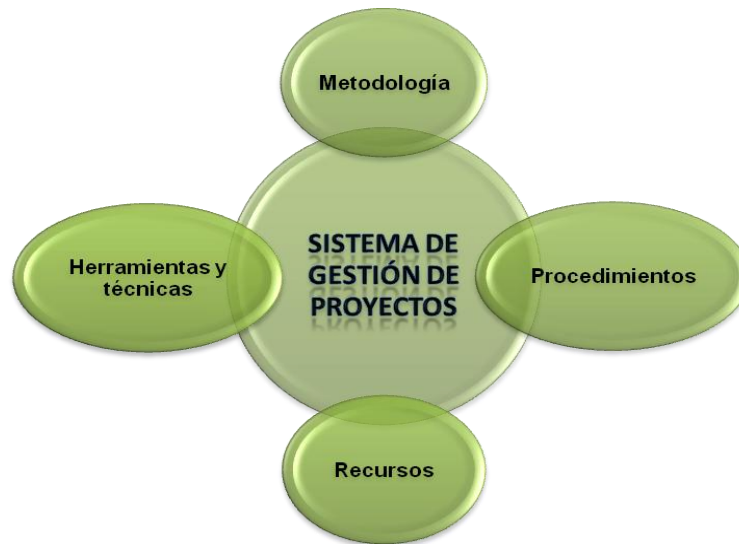 Metodología
Herramientas y
técnicas
SISTEMA DE
GESTIÓN DE
PROYECTOS
Procedimientos
Recursos